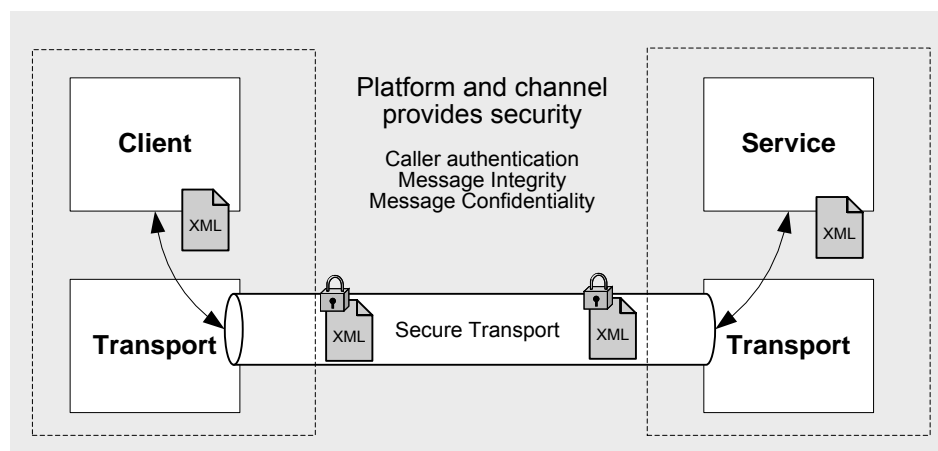 Platform and channel
provides security
Caller authentication
Message Integrity
Message Confidentiality
Client
XML
Service
XML
Transport
XML
Secure Transport
XML
Transport